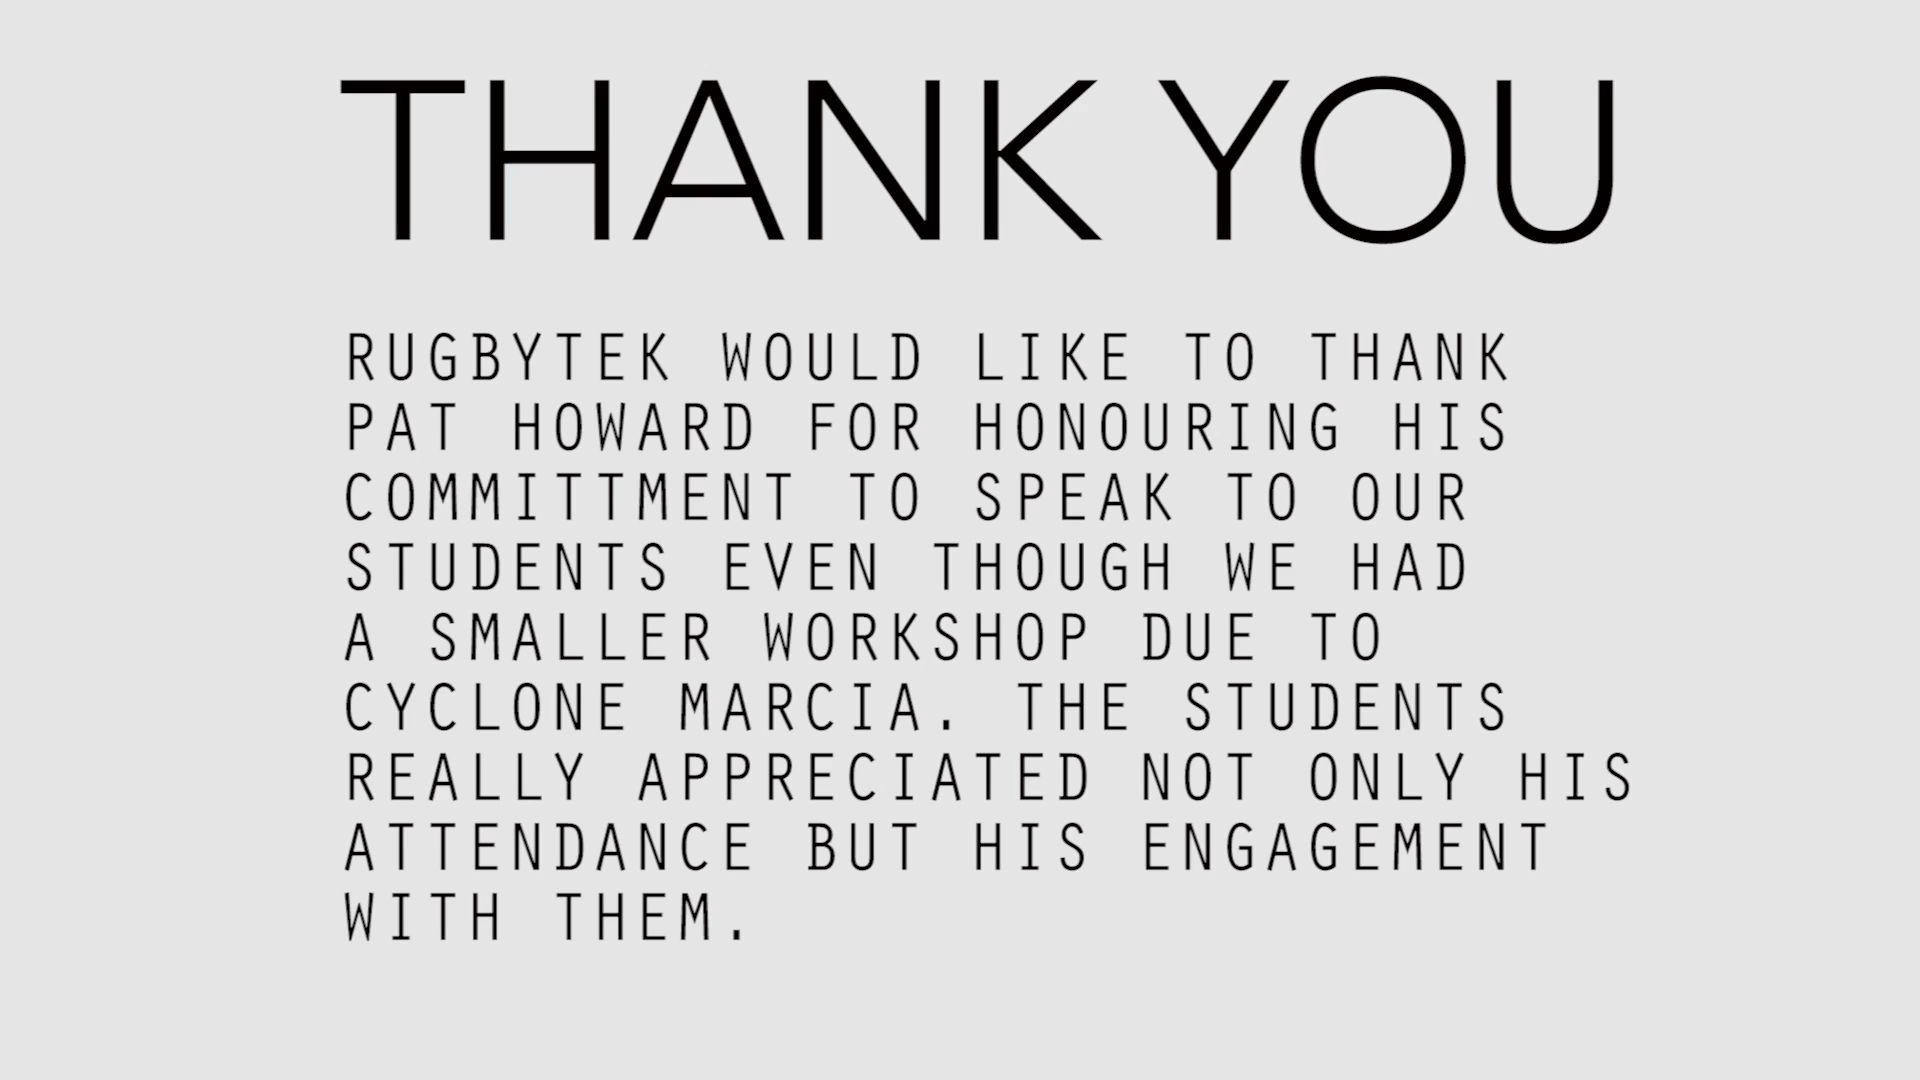 THANK YOU
RUGBYTEK WOULD LIKE TO THANK
PAT HOWARD FOR HONOURING HIS
COMMITTMENT TO SPEAK TO OUR
STUDENTS EVEN THOUGH WE HAD
A SMALLER WORKSHOP DUE TO
CYCLONE MARCIA. THE STUDENTS
REALLY APPRECIATED NOT ONLY HIS
ATTENDANCE BUT HIS ENGAGEMENT
WITH THEM.